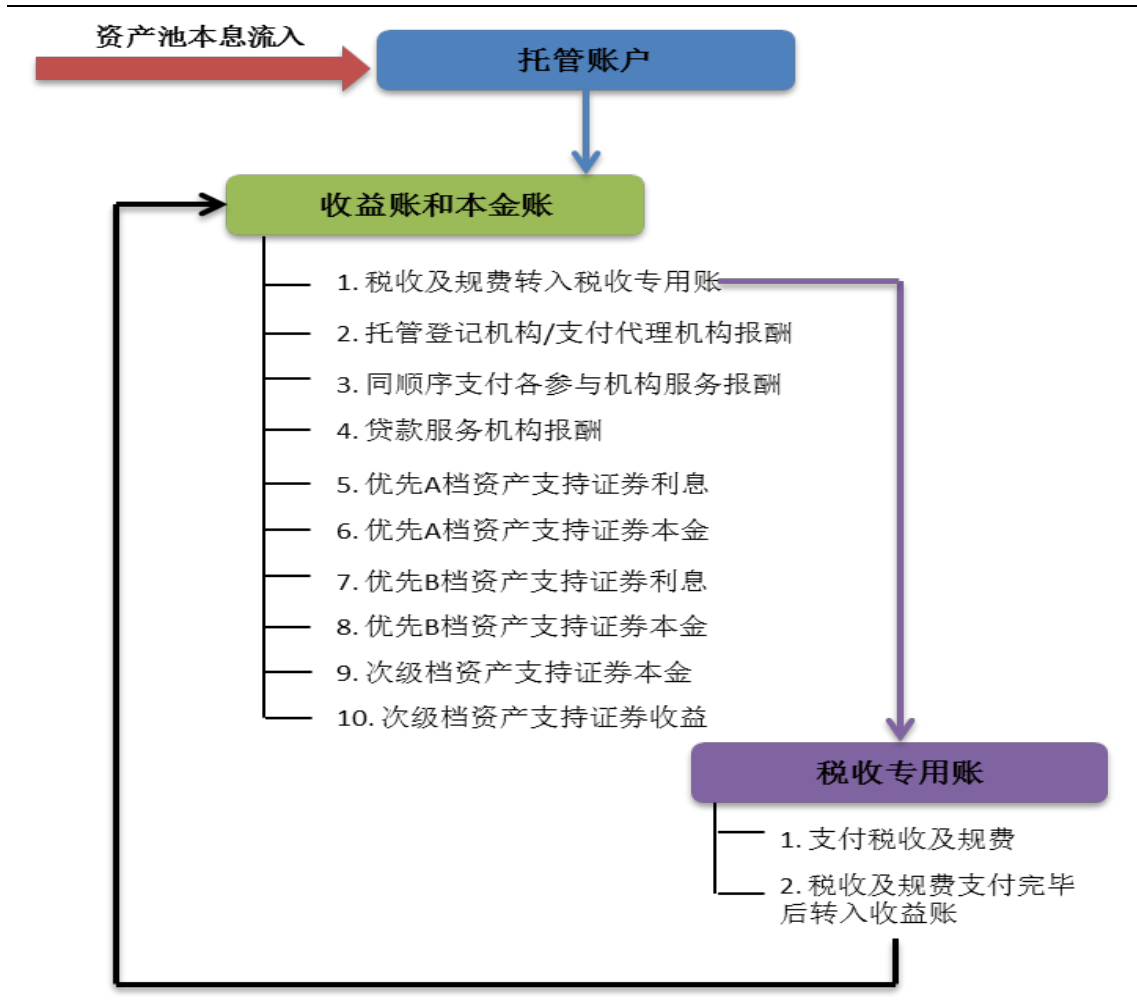 资产池本息流入
托管账户
收益账和本金账
1. 税收及规费转入税收专用账
2. 托管登记机构/支付代理机构报酬
3. 同顺序支付各参与机构服务报酬
4. 贷款服务机构报酬
5. 优先A档资产支持证券利息
6. 优先A档资产支持证券本金
7. 优先B档资产支持证券利息
8. 优先B档资产支持证券本金
9. 次级档资产支持证券本金
10. 次级档资产支持证券收益
税收专用账
1. 支付税收及规费
2. 税收及规费支付完毕
后转入收益账